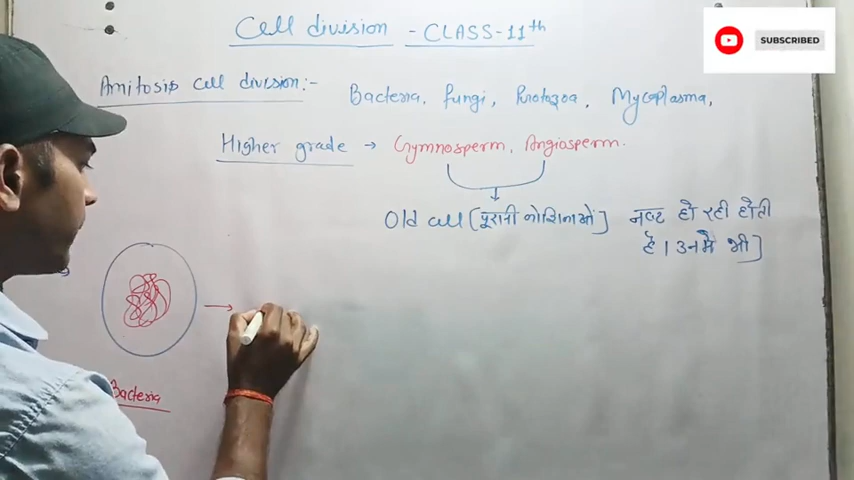 Cell division - CLASS-11th
SUBSCRIBED
Amitosis cell division:- Bacteria, fungi, Protozoa, Mycoplasma,
Higher grade → Gymnosperm, Angiosperm.
Old cell [पुरानी कोशिकाओं] नष्ट हो रही होती
है। उनमे भी]
Bacteria